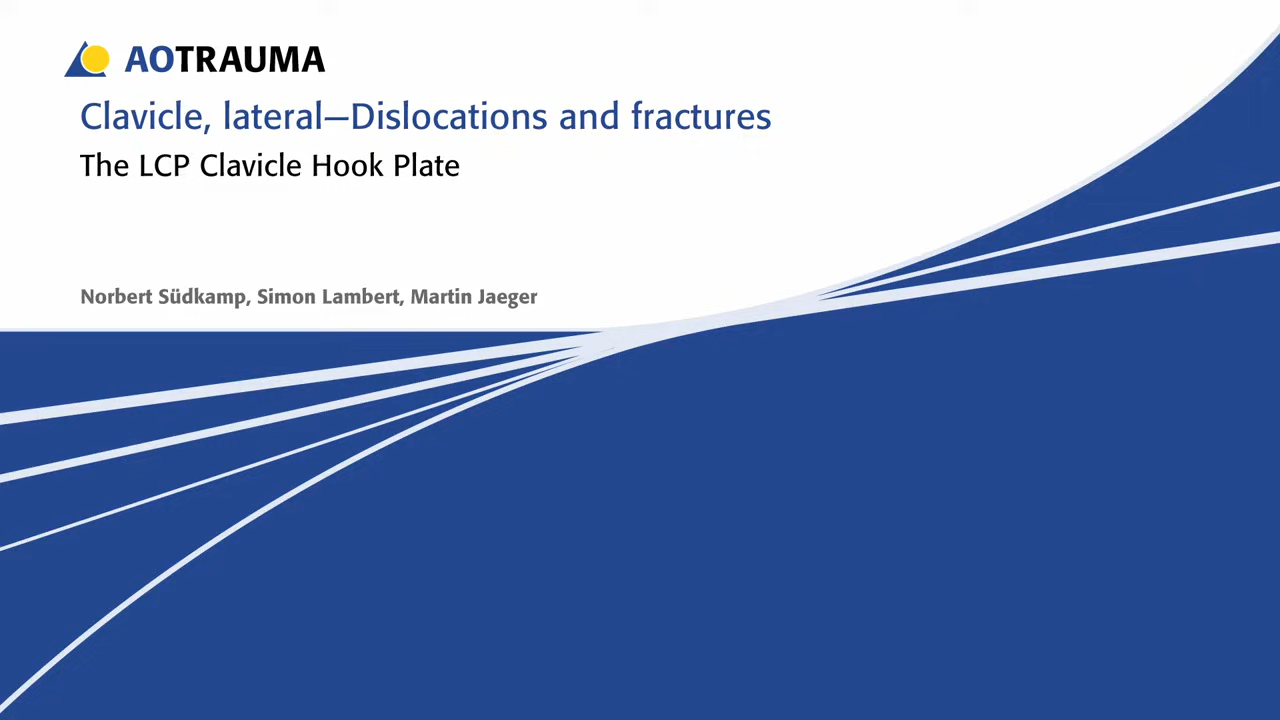 AOTRAUMA
Clavicle, lateral—Dislocations and fractures
The LCP Clavicle Hook Plate
Norbert Südkamp, Simon Lambert, Martin Jaeger